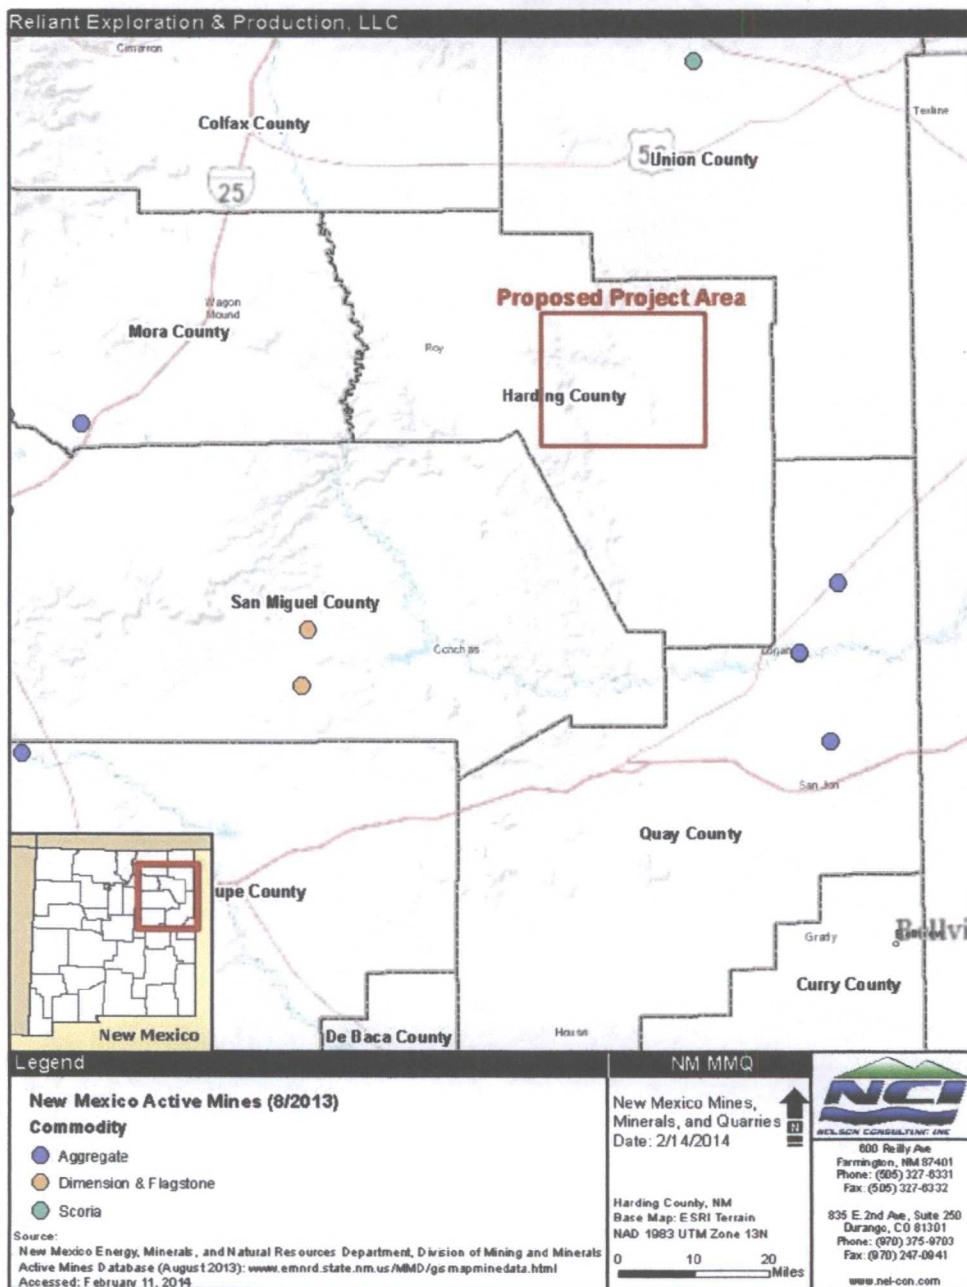 Reliant Exploration & Production, LLC
Cimarron
Colfax County
Texline
Union County
25
Proposed Project Area
Wagon
Mound
Mora County
Roy
Harding County
San Miguel County
Conchas
Logan
San Jon
Quay County
upe County
Grady
Bellvi
Curry County
New Mexico
De Baca County
House
Legend
NM MMQ
New Mexico Active Mines (8/2013)
Commodity
Aggregate
Dimension & Flagstone
Scoria
Source:
New Mexico Energy, Minerals, and Natural Resources Department, Division of Mining and Minerals
Active Mines Database (August 2013): www.emnrd.state.nm.us/MMD/gismapminedata.html
Accessed: February 11, 2014
New Mexico Mines,
Minerals, and Quarries
Date: 2/14/2014
N
Harding County, NM
Base Map: ESRI Terrain
NAD 1983 UTM Zone 13N
0 10 20
Miles
NCI
NELSON CONSULTING INC
600 Reilly Ave
Farmington, NM 87401
Phone: (505) 327-6331
Fax: (505) 327-6332
835 E. 2nd Ave, Suite 250
Durango, CO 81301
Phone: (970) 375-9703
Fax: (970) 247-0941
www.nel-con.com